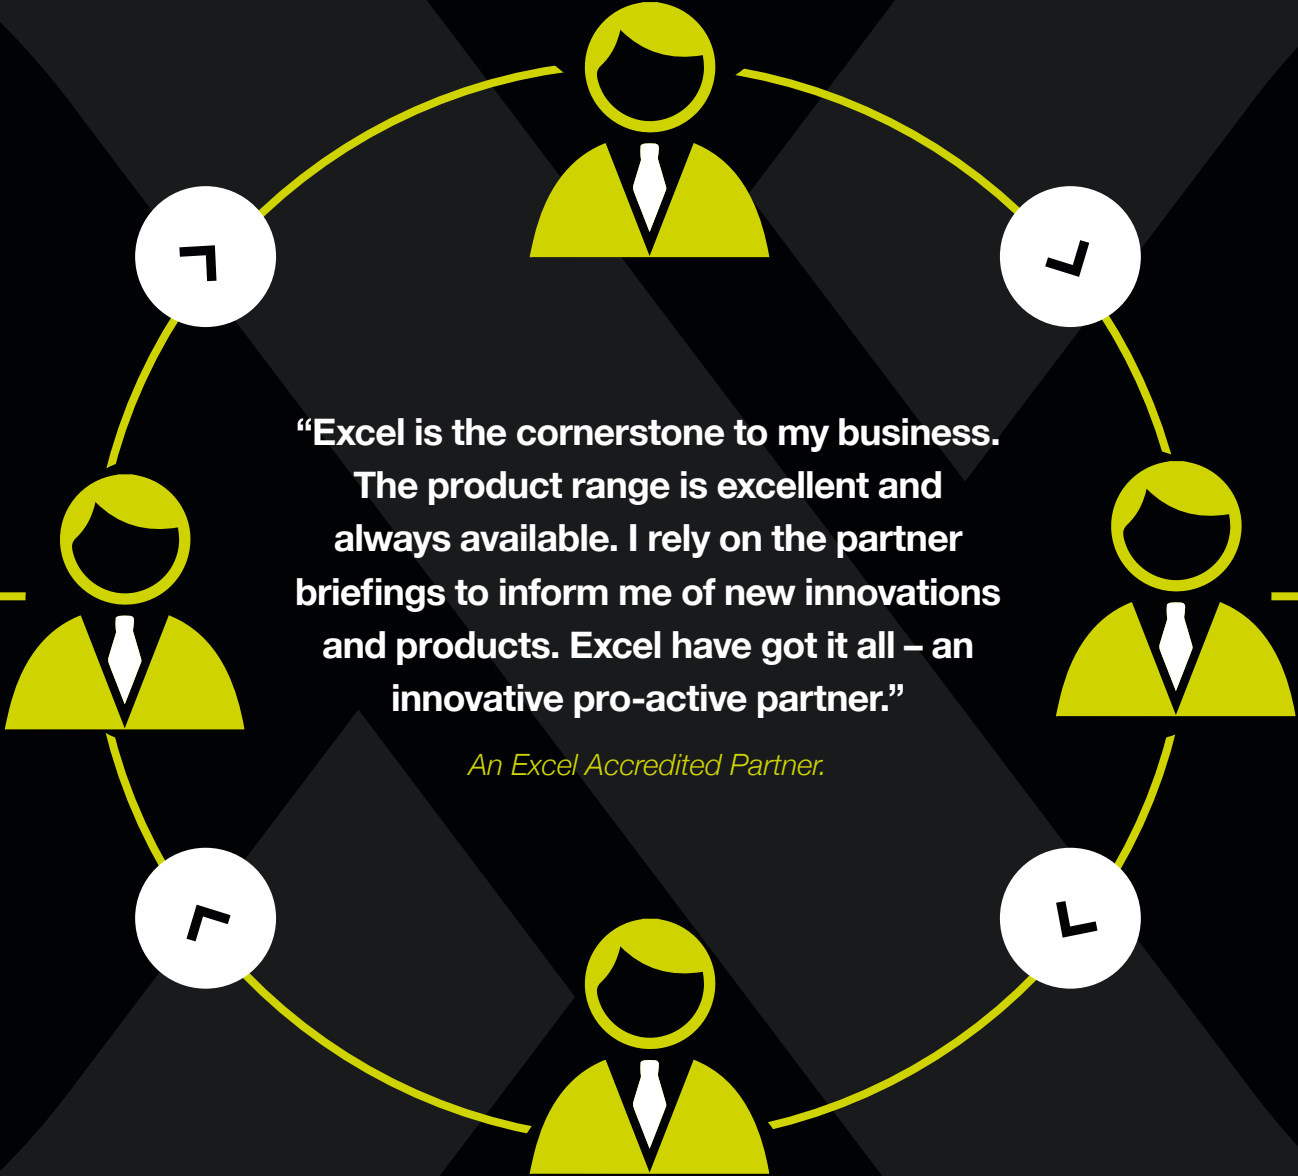 “Excel is the cornerstone to my business.
The product range is excellent and
always available. I rely on the partner
briefings to inform me of new innovations
and products. Excel have got it all – an
innovative pro-active partner.”
An Excel Accredited Partner.